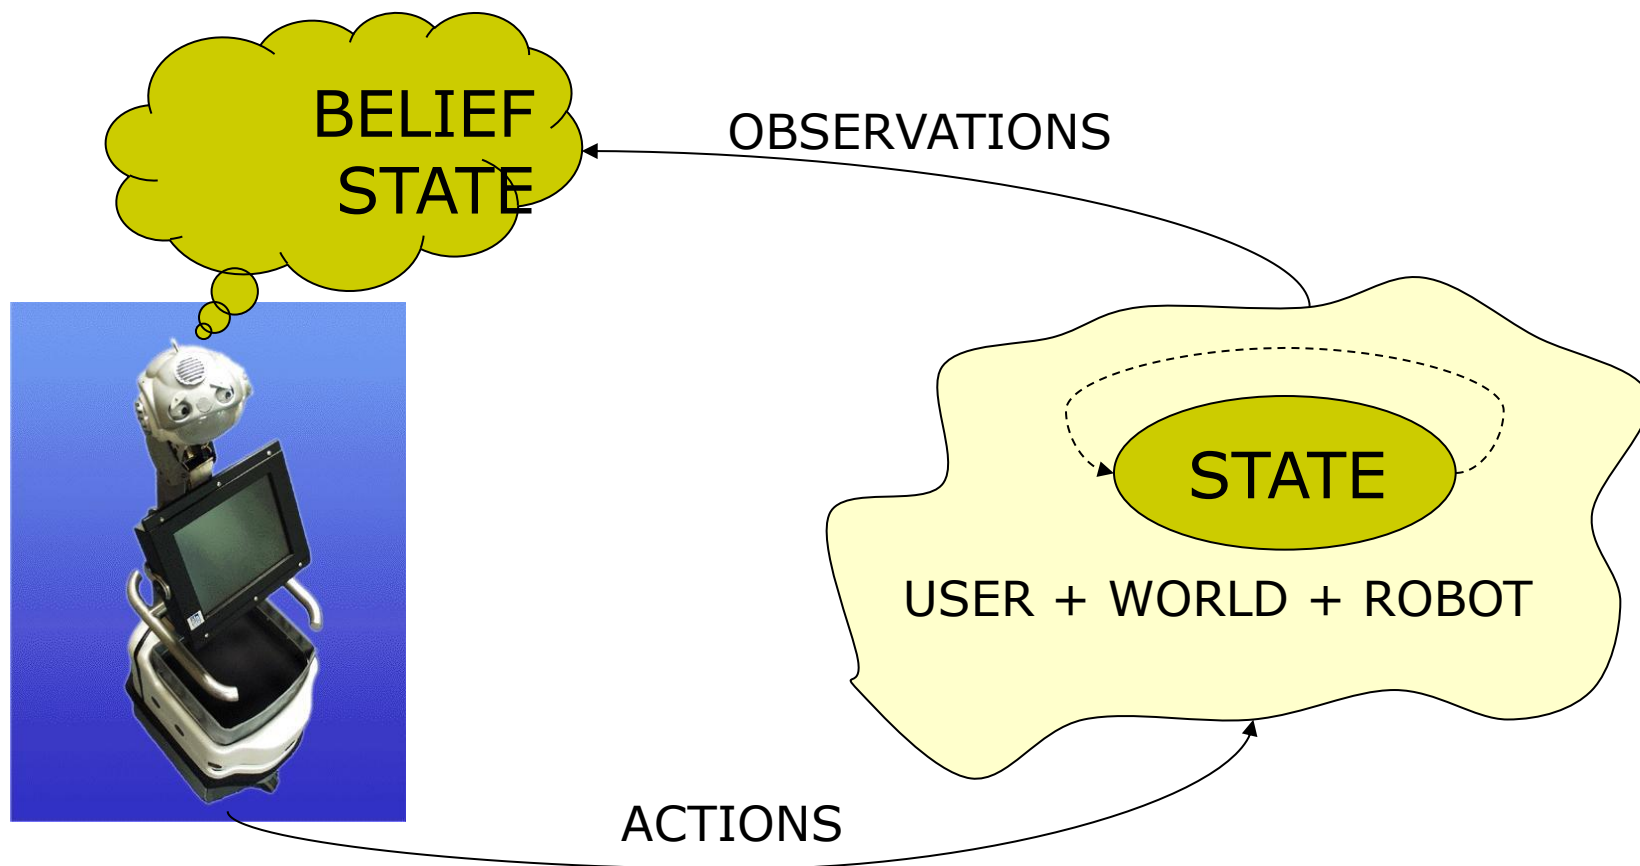 BELIEF
STATE
OBSERVATIONS
STATE
USER + WORLD + ROBOT
ACTIONS